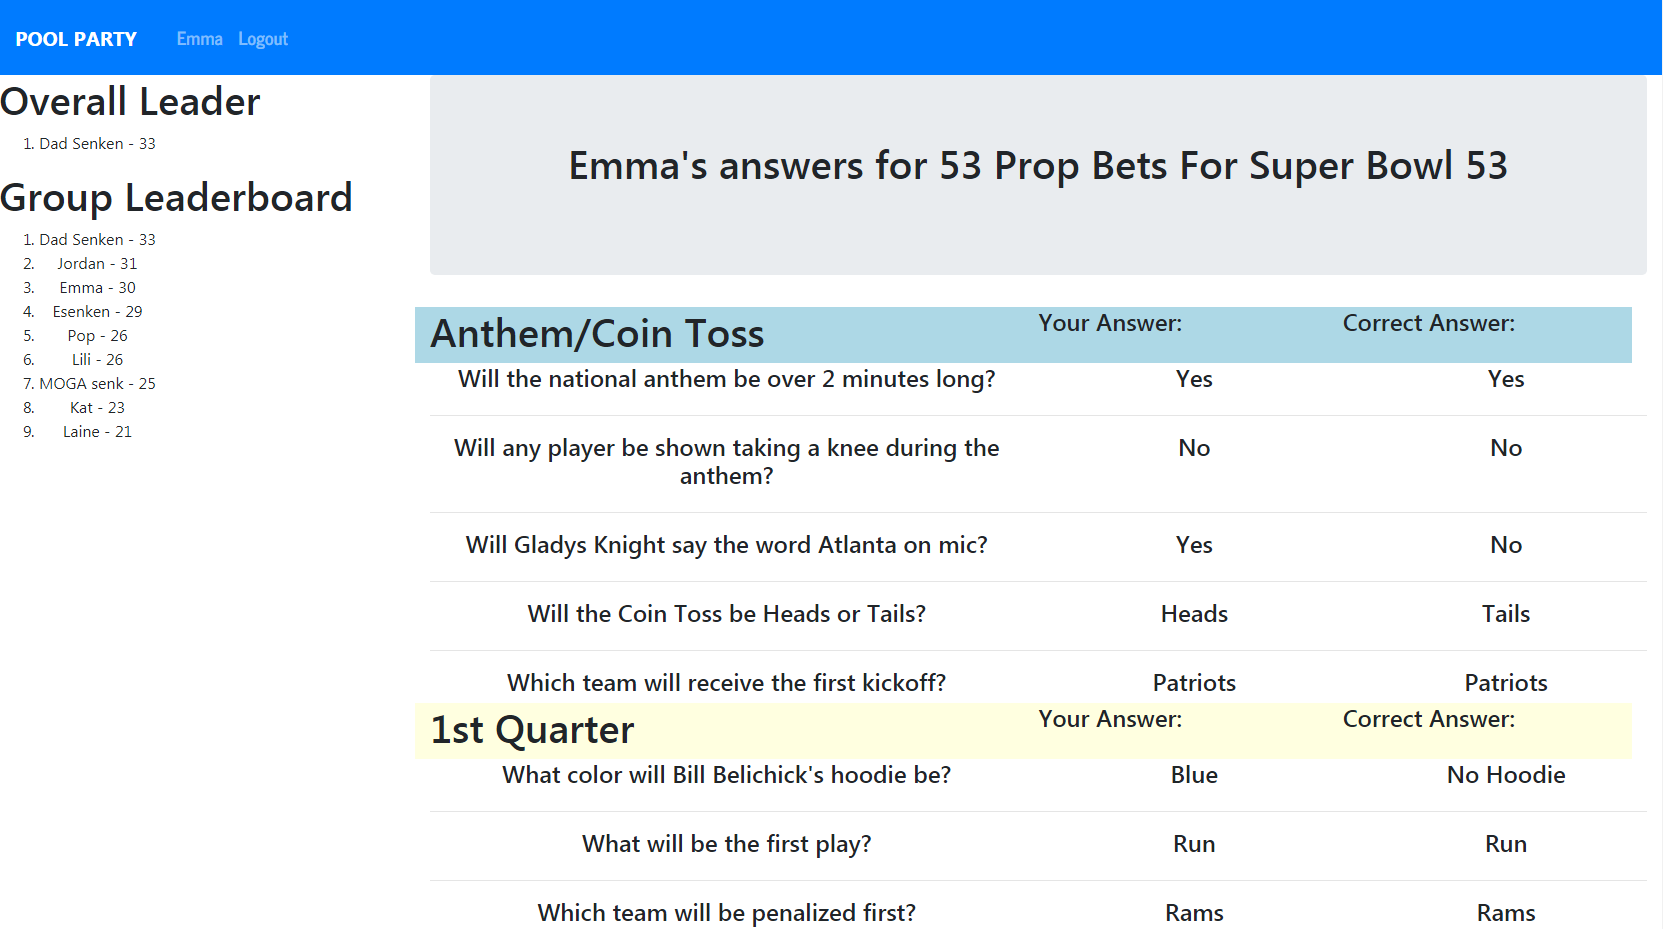 POOL PARTY Emma Logout
Overall Leader
1. Dad Senken - 33
Group Leaderboard
1. Dad Senken - 33
2. Jordan - 31
3. Emma - 30
4. Esenken - 29
5. Pop - 26
6. Lili - 26
7. MOGA senk - 25
8. Kat - 23
9. Laine - 21
Emma's answers for 53 Prop Bets For Super Bowl 53
Anthem/Coin Toss Your Answer: Correct Answer:
Will the national anthem be over 2 minutes long? Yes Yes
Will any player be shown taking a knee during the No No
anthem?
Will Gladys Knight say the word Atlanta on mic? Yes No
Will the Coin Toss be Heads or Tails? Heads Tails
Which team will receive the first kickoff? Patriots Patriots
1st Quarter Your Answer: Correct Answer:
What color will Bill Belichick's hoodie be? Blue No Hoodie
What will be the first play? Run Run
Which team will be penalized first? Rams Rams